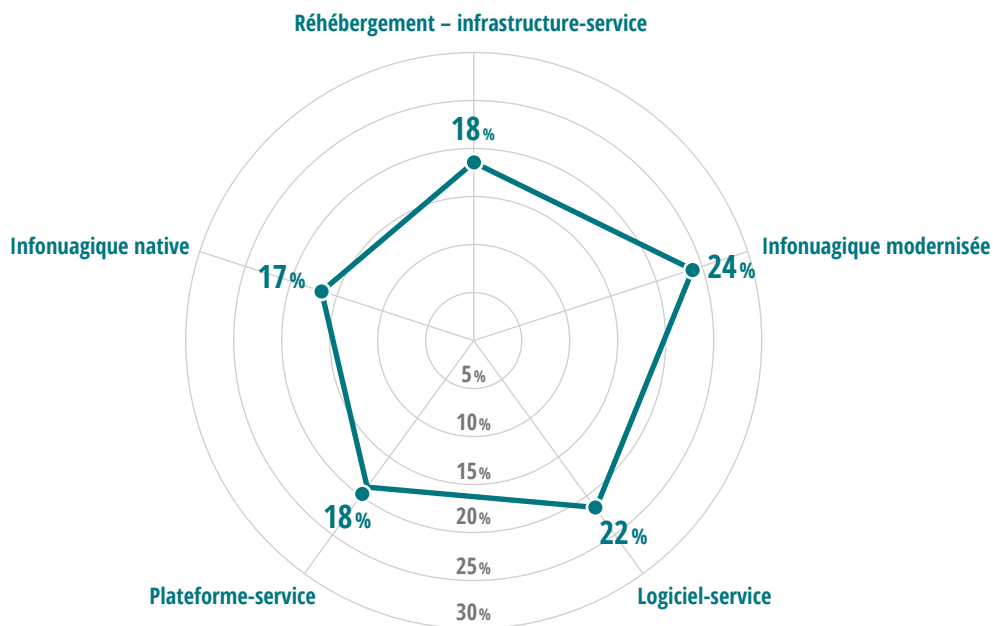 Réhébergement – infrastructure-service
18 %
Infonuagique native
Infonuagique modernisée
17 %
24 %
5 %
10 %
15 %
18 %
20 %
22 %
25 %
Plateforme-service
Logiciel-service
30 %